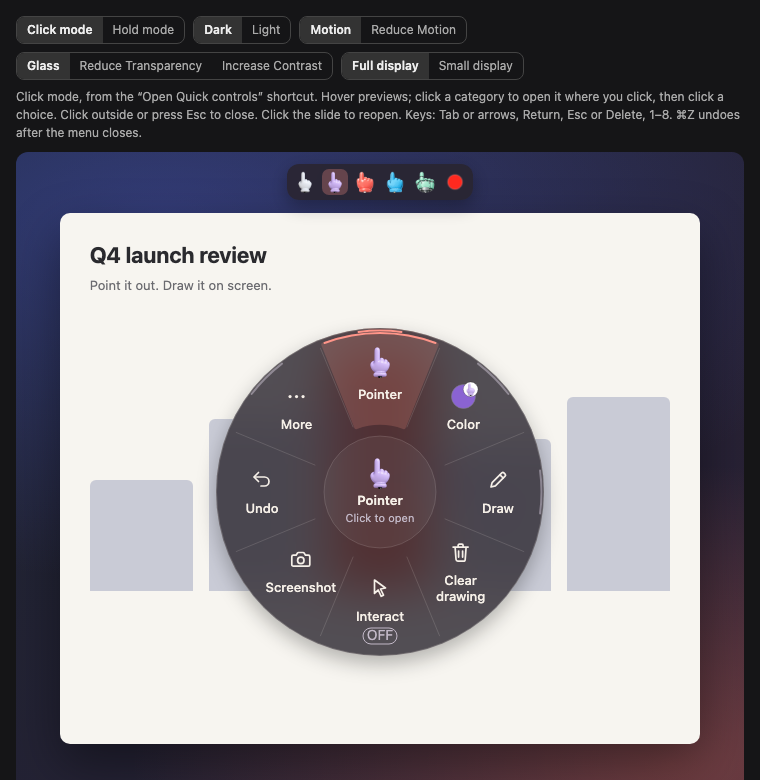 Click mode Hold mode Dark Light Motion Reduce Motion
Glass Reduce Transparency Increase Contrast Full display Small display
Click mode, from the “Open Quick controls” shortcut. Hover previews; click a category to open it where you click, then click a
choice. Click outside or press Esc to close. Click the slide to reopen. Keys: Tab or arrows, Return, Esc or Delete, 1–8. ⌘Z undoes
after the menu closes.
Q4 launch review
Point it out. Draw it on screen.
Pointer
More
Color
Undo
Pointer
Click to open
Draw
Screenshot
Clear
drawing
Interact
OFF